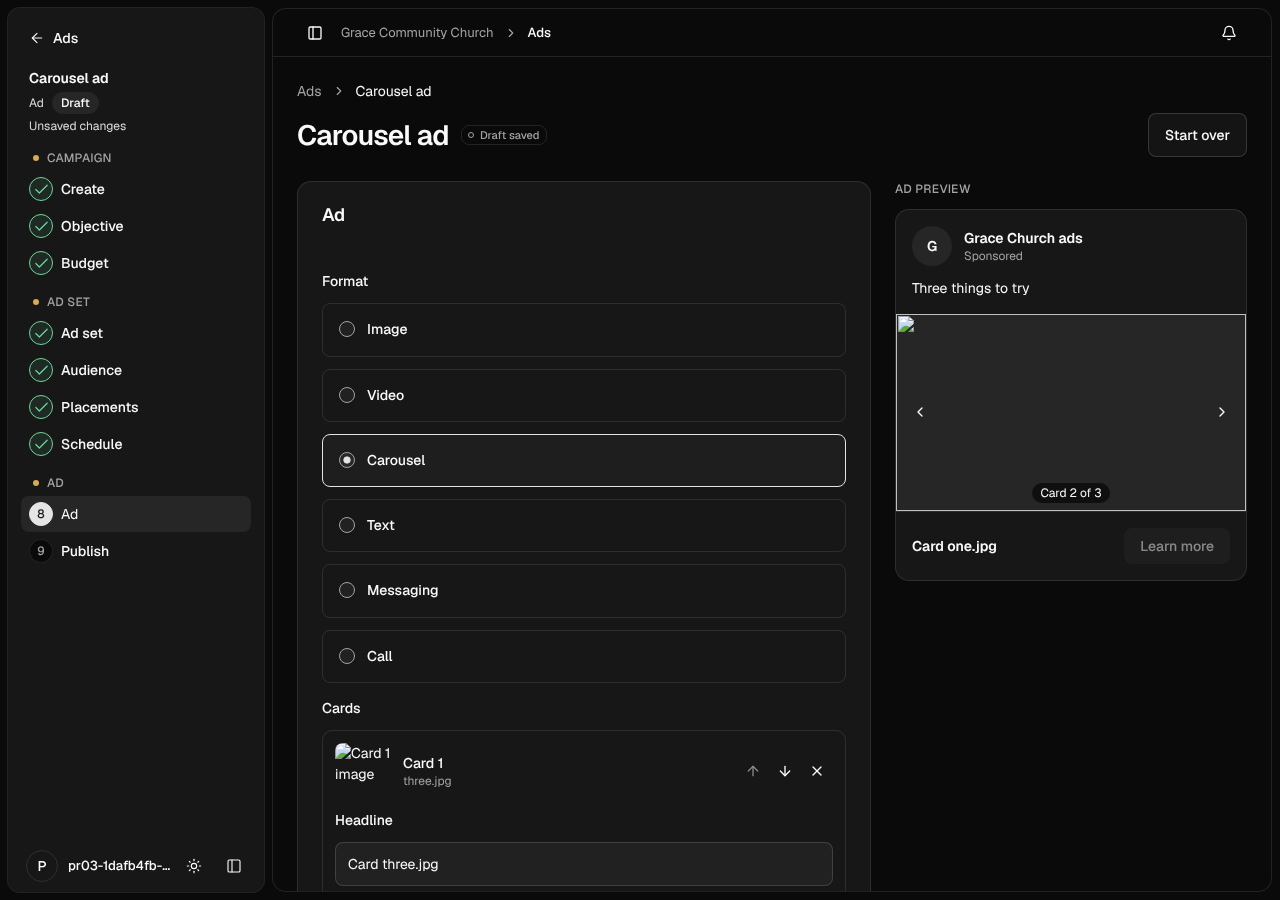 Ads
Carousel ad
Ad Draft
Unsaved changes
CAMPAIGN
Create
Objective
Budget
AD SET
Ad set
Audience
Placements
Schedule
AD
8 Ad
9 Publish
P pr03-1dafb4fb-...
Grace Community Church Ads
Ads Carousel ad
Carousel ad Draft saved
Start over
Ad
Format
Image
Video
Carousel
Text
Messaging
Call
Cards
Card 1 image
Card 1
three.jpg
Headline
Card three.jpg
AD PREVIEW
G
Grace Church ads
Sponsored
Three things to try
Card 2 of 3
Card one.jpg
Learn more